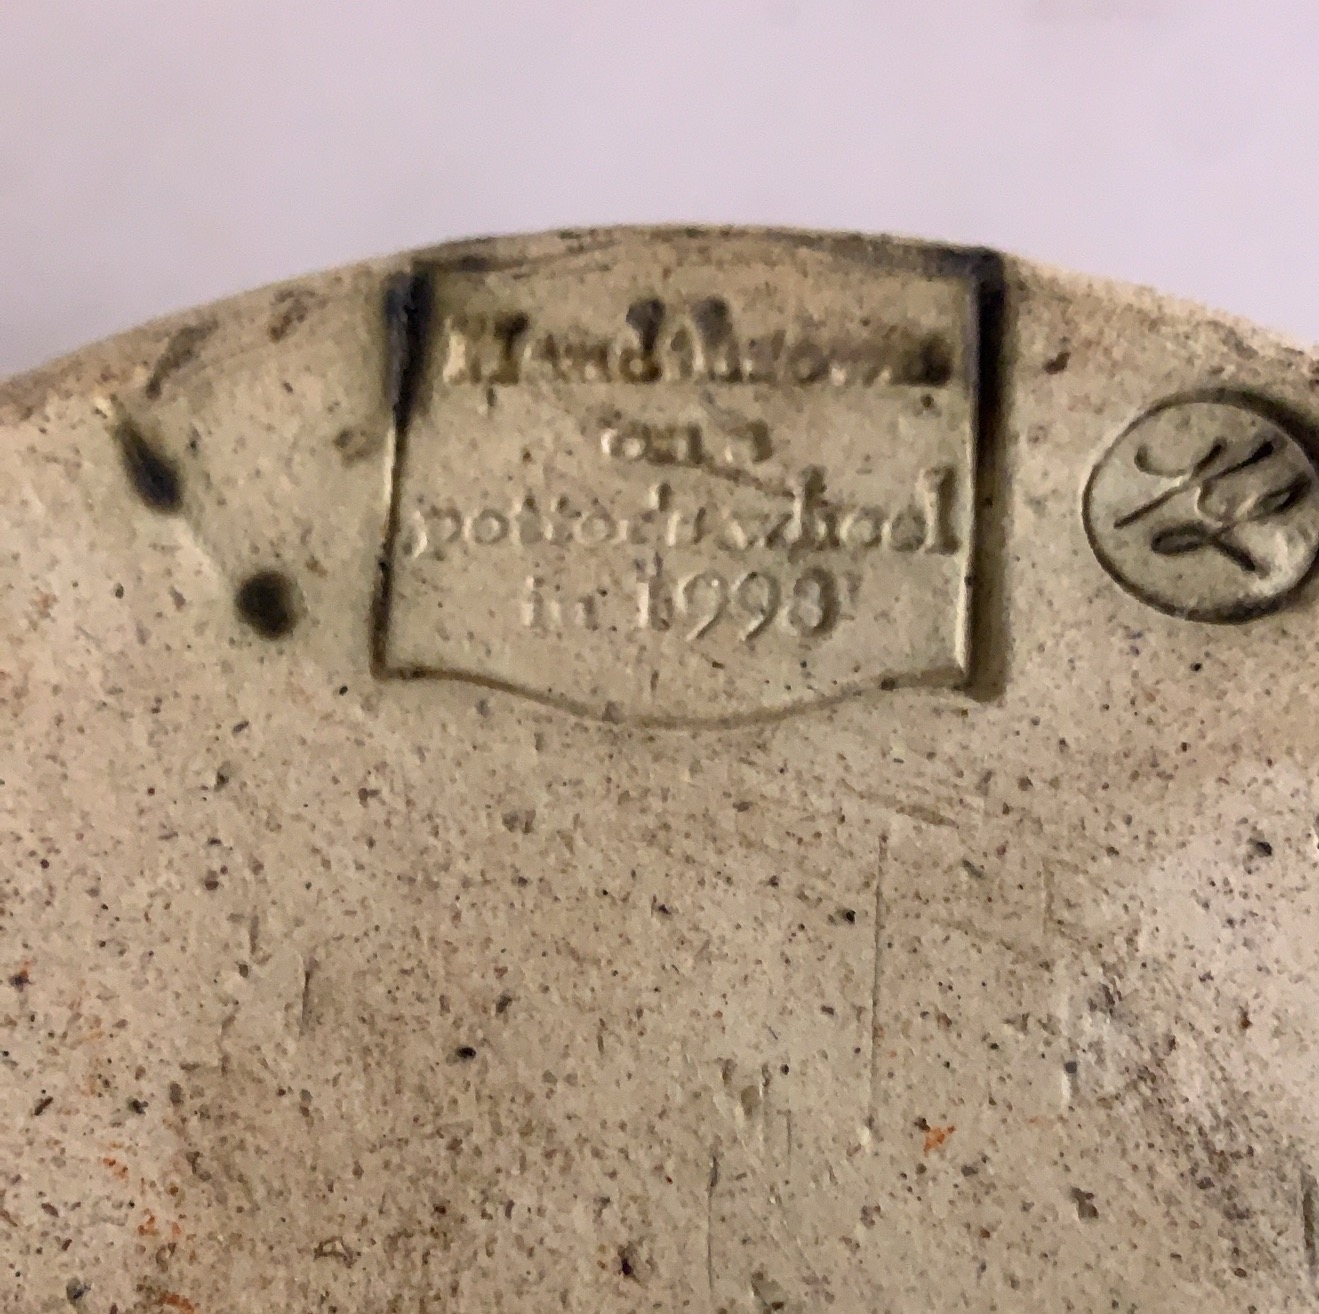 Hand thrown
on a
potter's wheel
in 1998